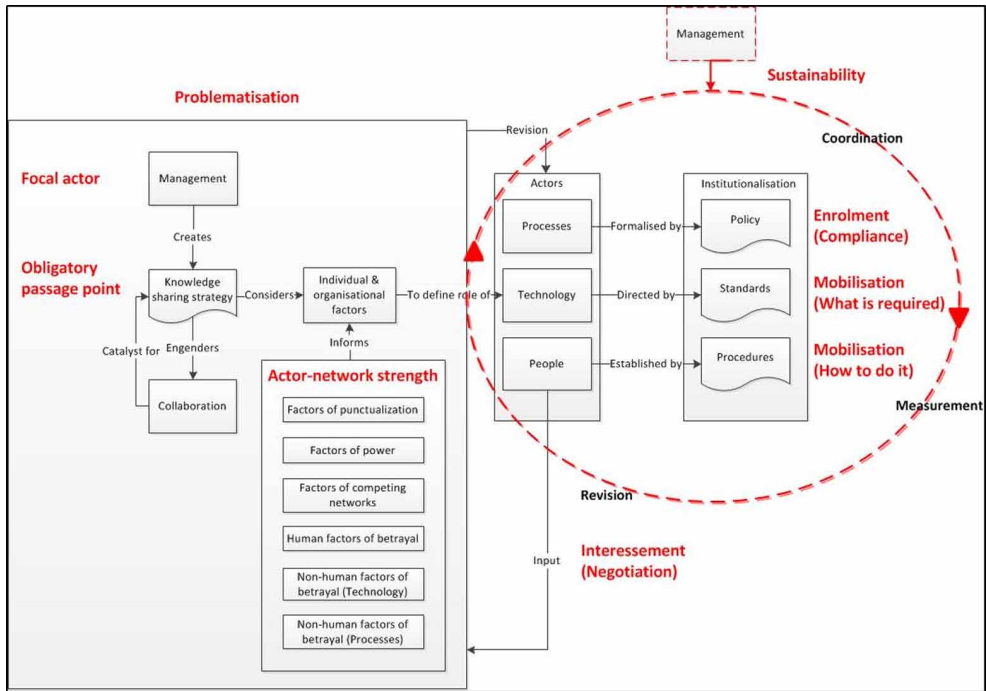 Management
Sustainability
Problematisation
Coordination
Revision
Focal actor
Management
Actors
Institutionalisation
Creates
Processes
Formalised by
Policy
Enrolment
(Compliance)
Obligatory
passage point
Knowledge
sharing strategy
Considers
Individual &
organisational
factors
To define role of
Technology
Directed by
Standards
Mobilisation
(What is required)
Catalyst for
Engenders
Informs
People
Established by
Procedures
Mobilisation
(How to do it)
Collaboration
Actor-network strength
Factors of punctualization
Factors of power
Factors of competing
networks
Human factors of betrayal
Non-human factors of
betrayal (Technology)
Non-human factors of
betrayal (Processes)
Measurement
Revision
Input
Interessement
(Negotiation)